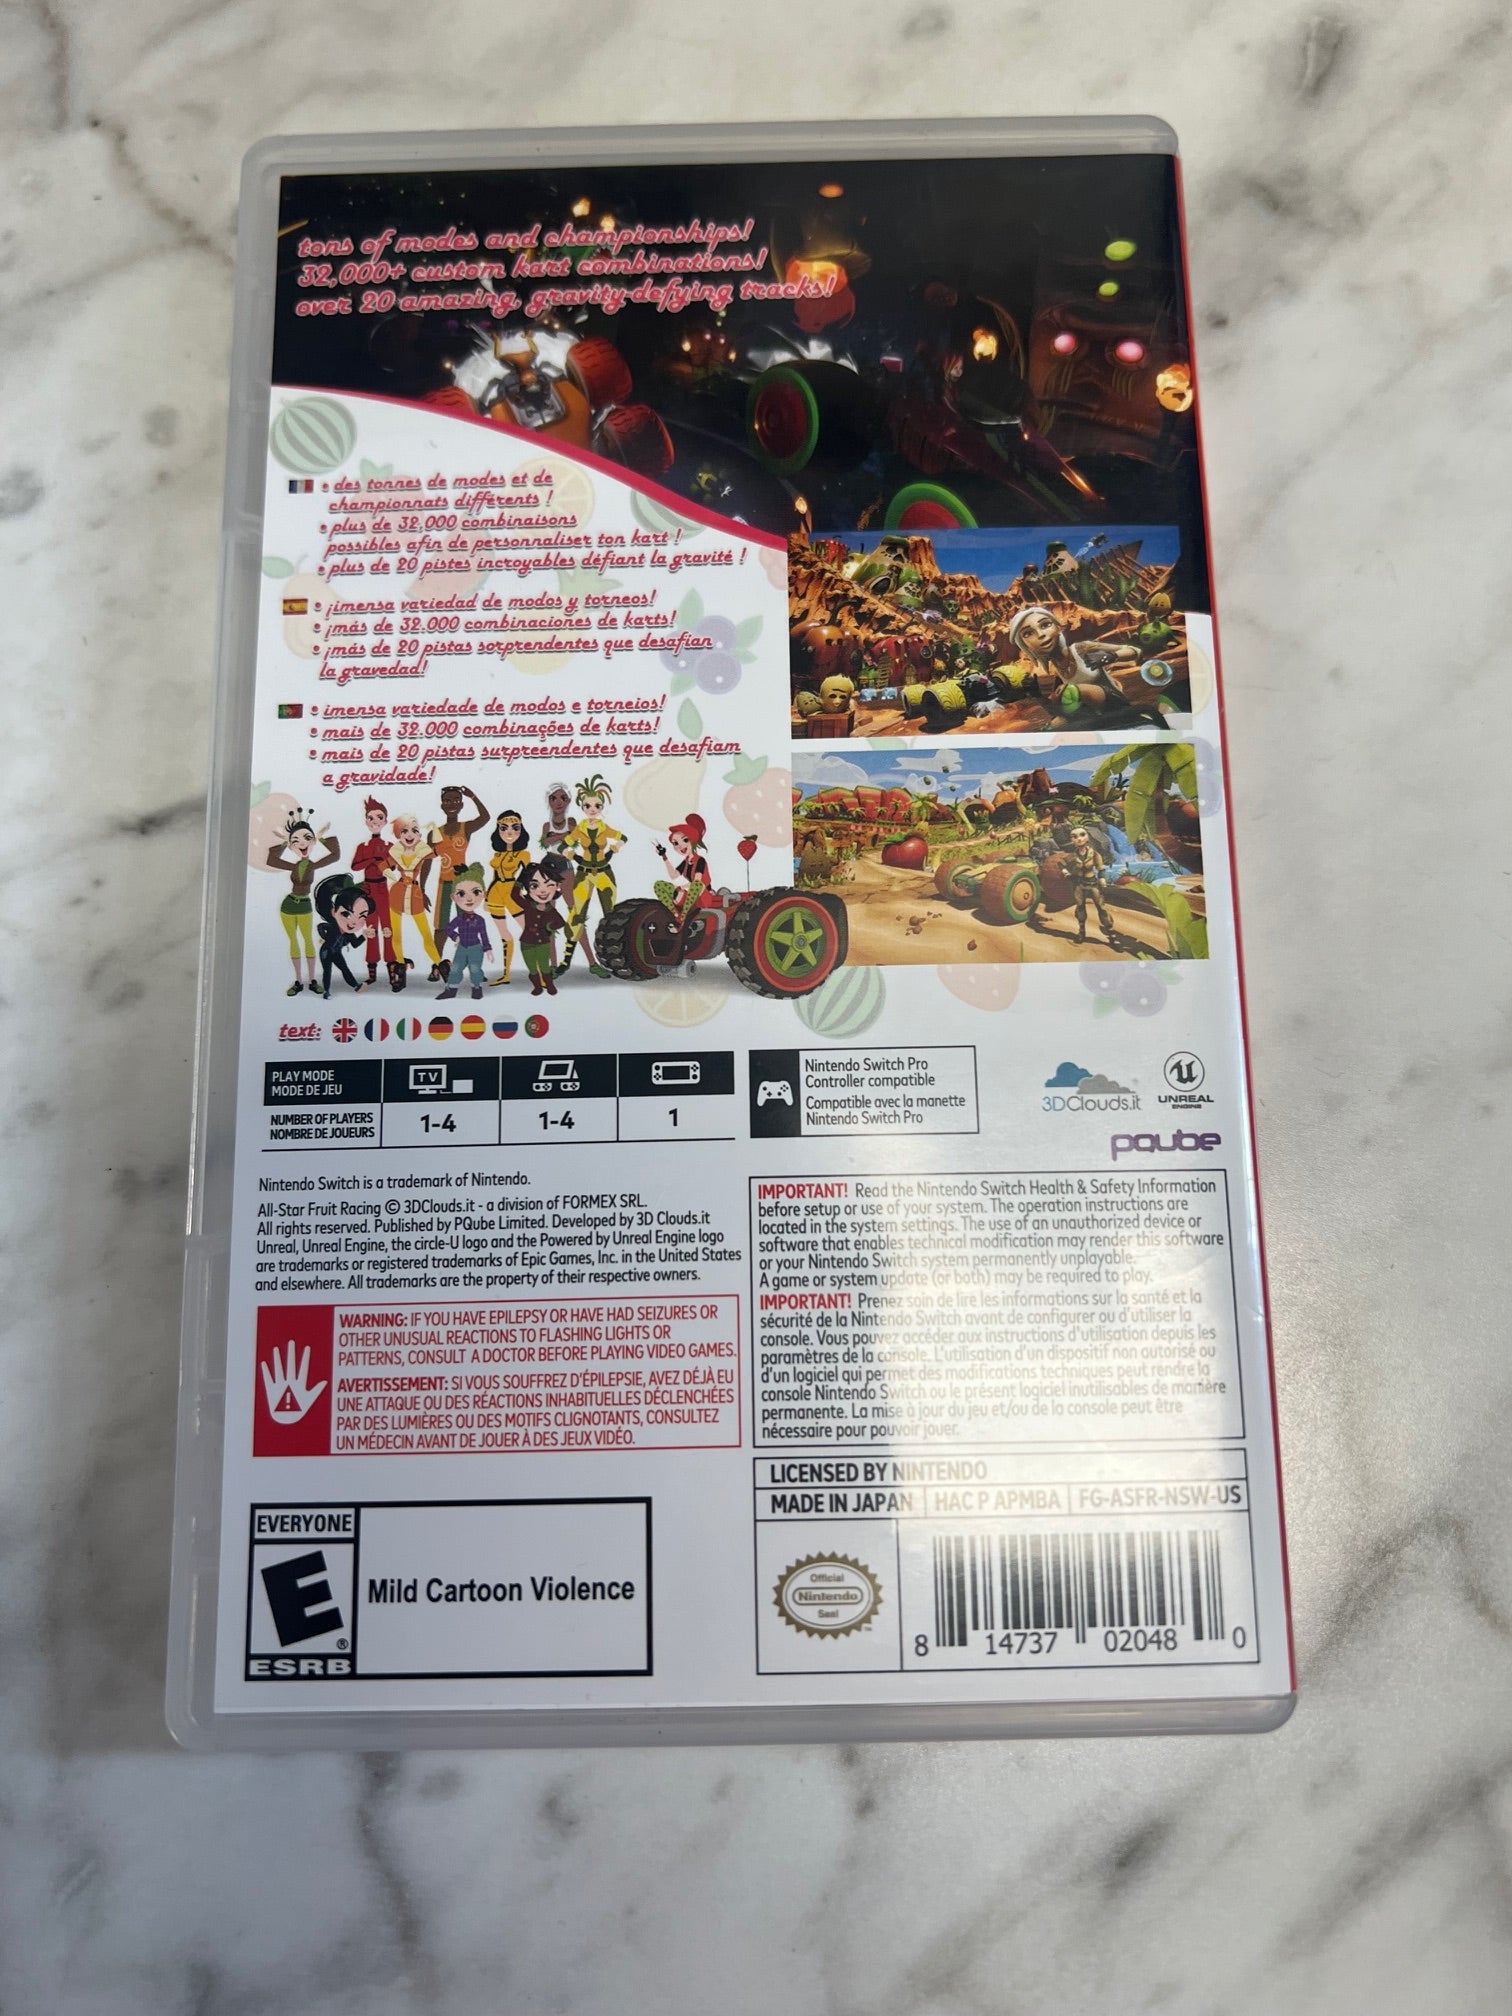 tons of modes and championships!
32,000+ custom kart combinations!
over 20 amazing, gravity-defying tracks!
• des tonnes de modes et de
championnats différents !
• plus de 32,000 combinaisons
possibles afin de personnaliser ton kart !
• plus de 20 pistes incroyables défiant la gravité !
• ¡imensa variedad de modos y torneos!
• ¡más de 32.000 combinaciones de karts!
• ¡más de 20 pistas sorprendentes que desafían
la gravedad!
• imensa variedade de modos e torneios!
• mais de 32.000 combinações de karts!
• mais de 20 pistas surpreendentes que desafiam
a gravidade!
text:
PLAY MODE
MODE DE JEU
TV
NUMBER OF PLAYERS
NOMBRE DE JOUEURS
1-4
1-4
1
Nintendo Switch Pro
Controller compatible
Compatible avec la manette
Nintendo Switch Pro
3DClouds.it
UNREAL
ENGINE
pqube
Nintendo Switch is a trademark of Nintendo.
All-Star Fruit Racing © 3DClouds.it - a division of FORMEX SRL.
All rights reserved. Published by PQube Limited. Developed by 3D Clouds.it
Unreal, Unreal Engine, the circle-U logo and the Powered by Unreal Engine logo
are trademarks or registered trademarks of Epic Games, Inc. in the United States
and elsewhere. All trademarks are the property of their respective owners.
WARNING: IF YOU HAVE EPILEPSY OR HAVE HAD SEIZURES OR
OTHER UNUSUAL REACTIONS TO FLASHING LIGHTS OR
PATTERNS, CONSULT A DOCTOR BEFORE PLAYING VIDEO GAMES.
AVERTISSEMENT: SI VOUS SOUFFREZ D'ÉPILEPSIE, AVEZ DÉJÀ EU
UNE ATTAQUE OU DES RÉACTIONS INHABITUELLES DÉCLENCHÉES
PAR DES LUMIÈRES OU DES MOTIFS CLIGNOTANTS, CONSULTEZ
UN MÉDECIN AVANT DE JOUER À DES JEUX VIDÉO.
IMPORTANT! Read the Nintendo Switch Health & Safety Information
before setup or use of your system. The operation instructions are
located in the system settings. The use of an unauthorized device or
software that enables technical modification may render this software
or your Nintendo Switch system permanently unplayable.
A game or system update (or both) may be required to play.
IMPORTANT! Prenez soin de lire les informations sur la santé et la
sécurité de la Nintendo Switch avant de configurer ou d'utiliser la
console. Vous pouvez accéder aux instructions d'utilisation depuis les
paramètres de la console. L'utilisation d'un dispositif non autorisé ou
d'un logiciel qui permet des modifications techniques peut rendre la
console Nintendo Switch ou le présent logiciel inutilisables de manière
permanente. La mise à jour du jeu et/ou de la console peut être
nécessaire pour pouvoir jouer.
LICENSED BY NINTENDO
MADE IN JAPAN HAC P APMBA FG-ASFR-NSW-US
EVERYONE
E
®
ESRB
Mild Cartoon Violence
Official
Nintendo
Seal
8 14737 02048 0